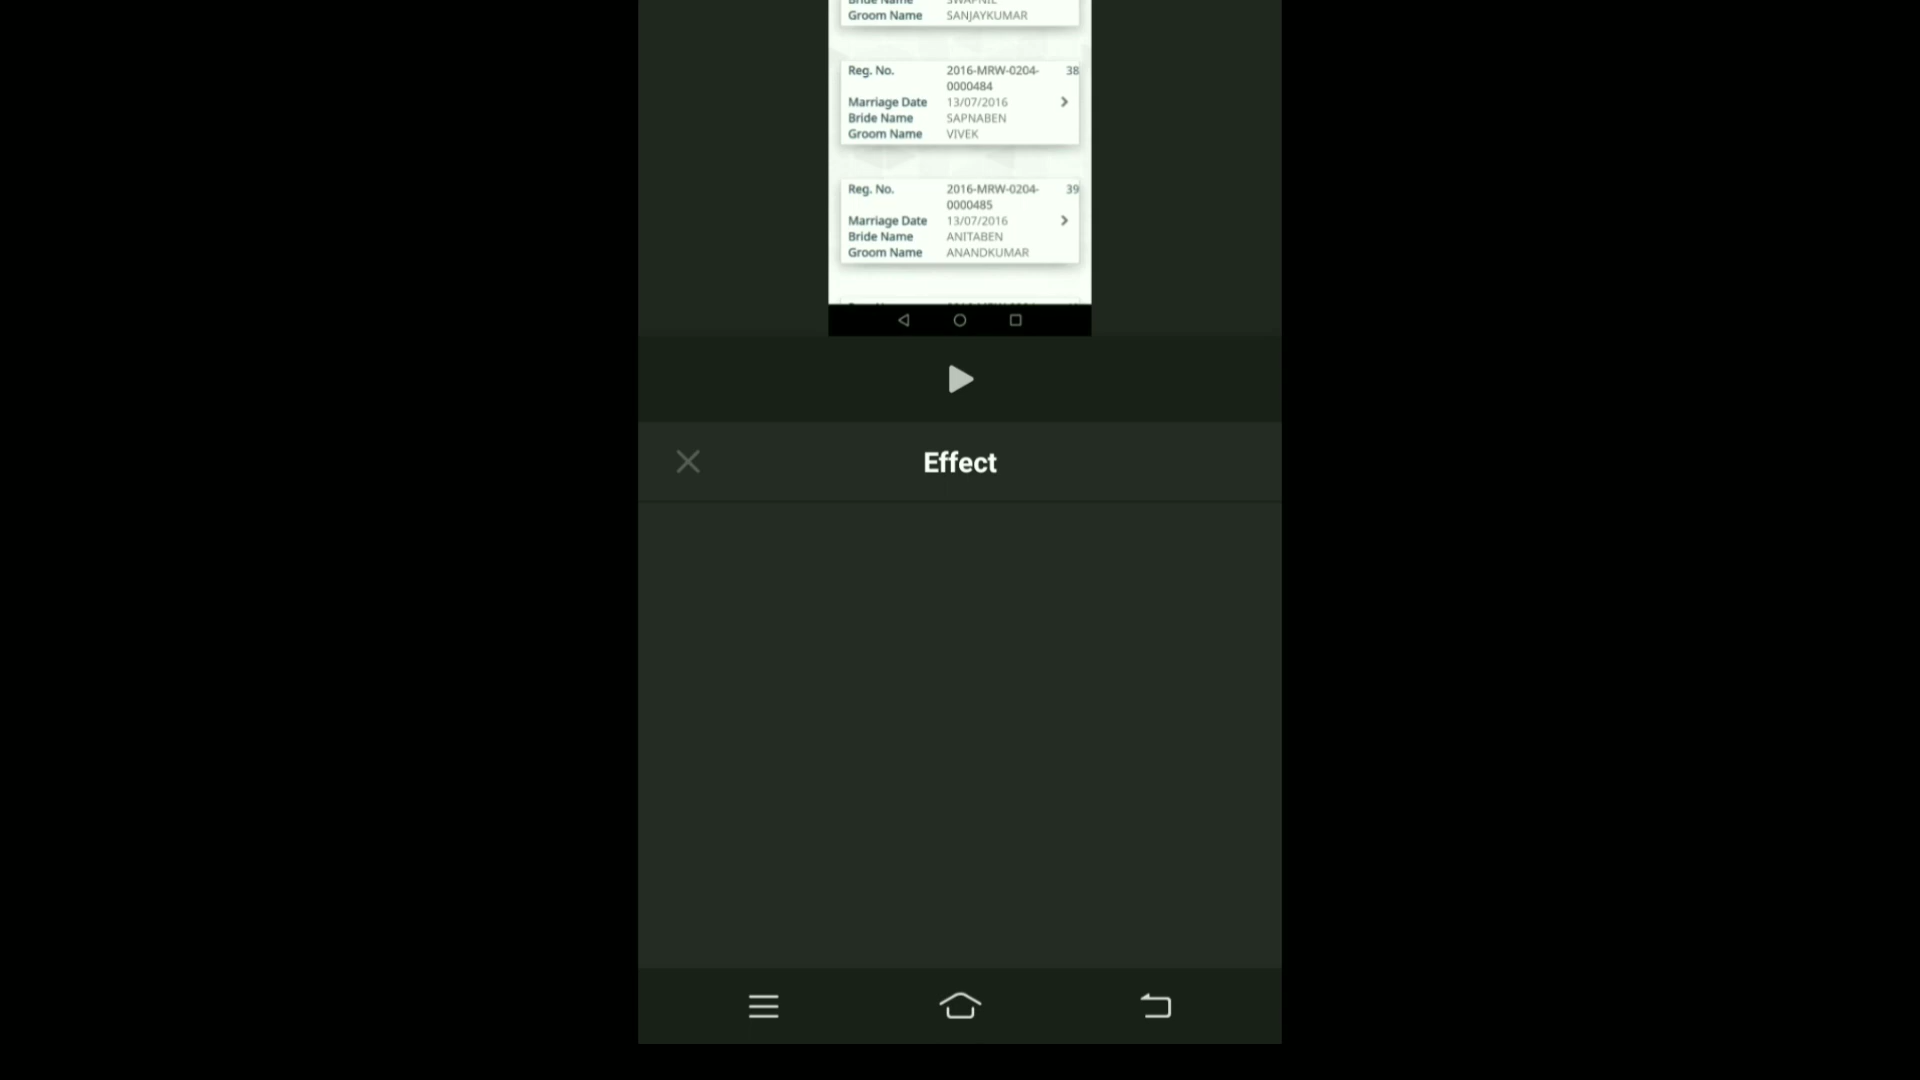 Groom Name SANJAYKUMAR
Reg. No. 2016-MRW-0204- 38
0000484
Marriage Date 13/07/2016
Bride Name SAPNABEN
Groom Name VIVEK
Reg. No. 2016-MRW-0204- 39
0000485
Marriage Date 13/07/2016
Bride Name ANITABEN
Groom Name ANANDKUMAR
Effect